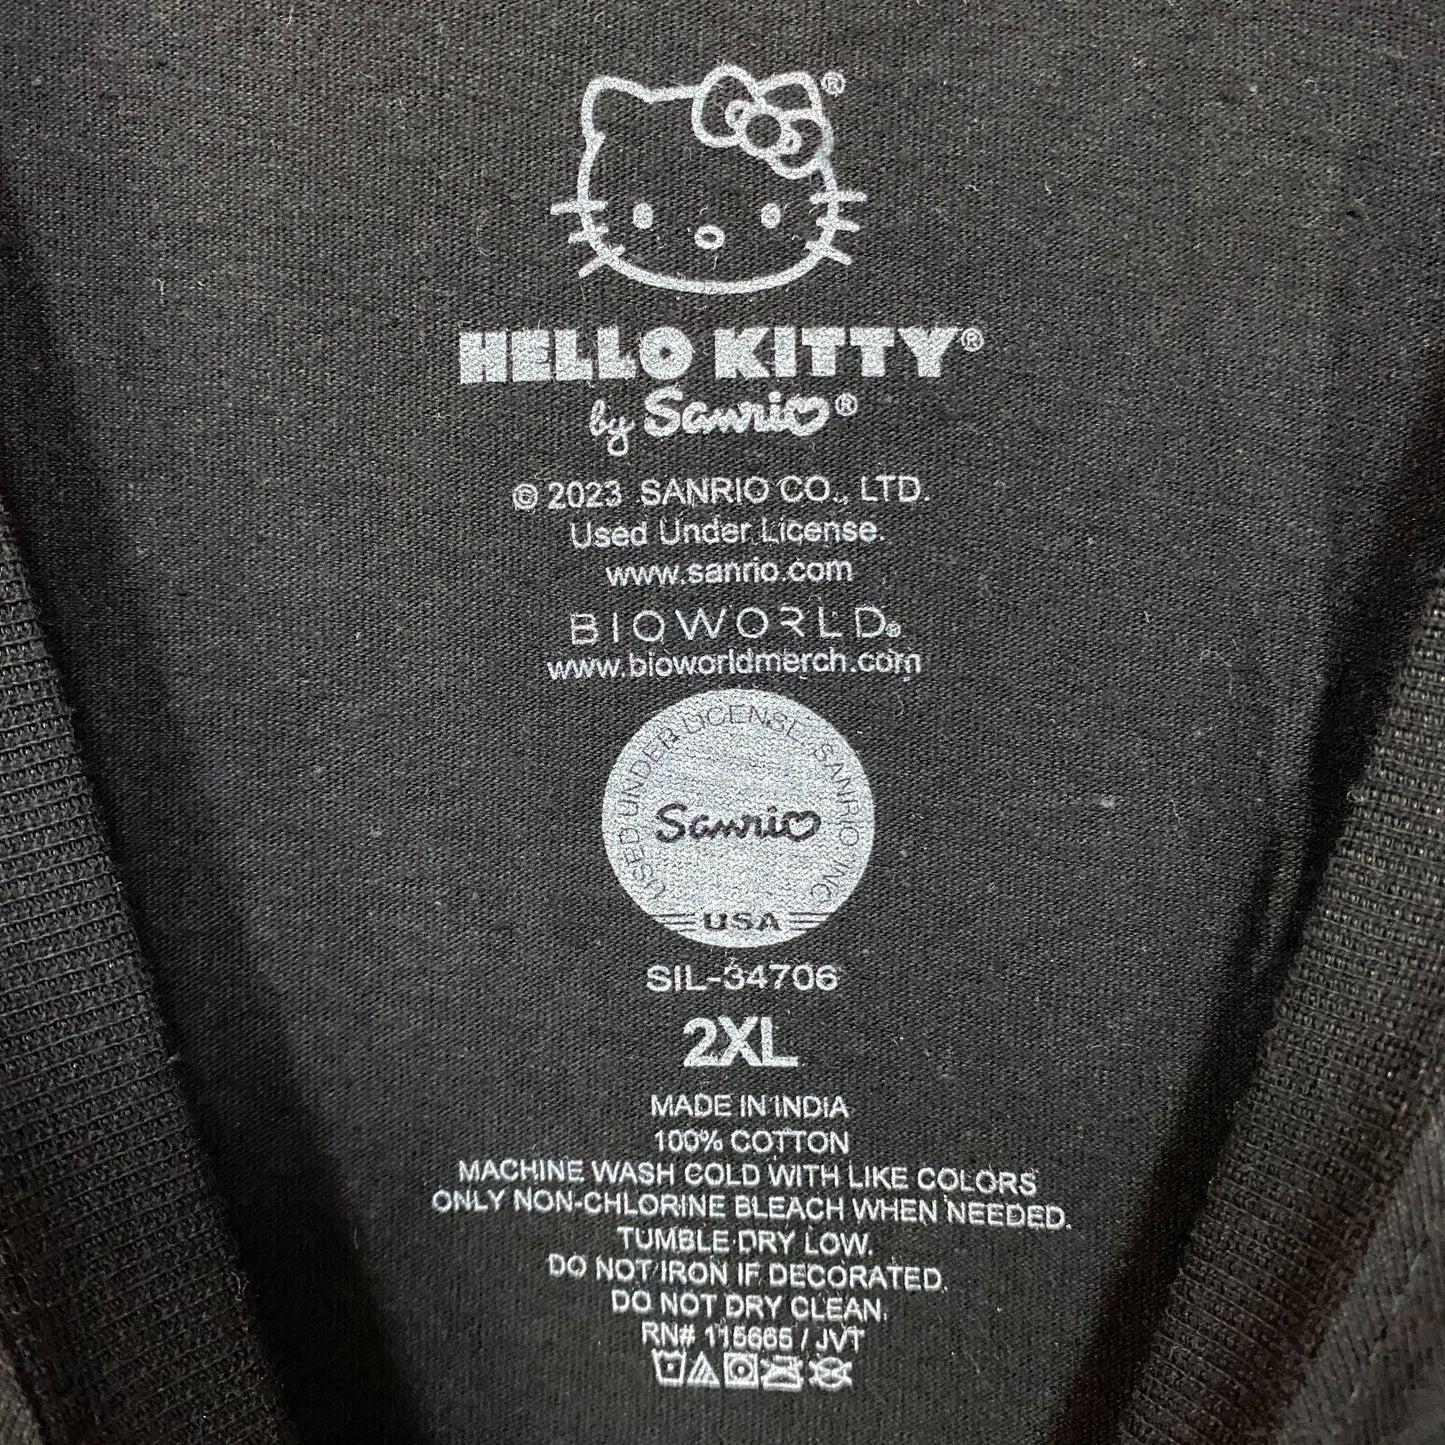 ®
HELLO KITTY®
by Sanrio®
© 2023 SANRIO CO., LTD.
Used Under License.
www.sanrio.com
BIOWORLD®
www.bioworldmerch.com
USED UNDER LICENSE, SANRIO, INC.
Sanrio
USA
SIL-34706
2XL
MADE IN INDIA
100% COTTON
MACHINE WASH COLD WITH LIKE COLORS
ONLY NON-CHLORINE BLEACH WHEN NEEDED.
TUMBLE DRY LOW.
DO NOT IRON IF DECORATED.
DO NOT DRY CLEAN.
RN# 115665 / JVT